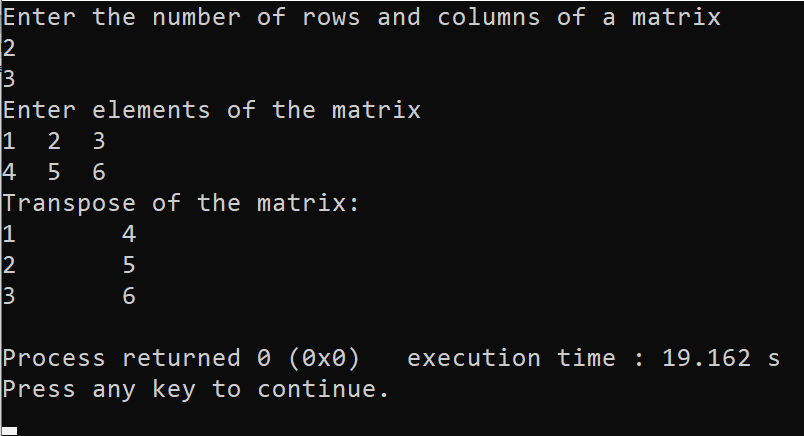 Enter the number of rows and columns of a matrix
2
3
Enter elements of the matrix
1  2  3
4  5  6
Transpose of the matrix:
1       4
2       5
3       6
Process returned 0 (0x0)   execution time : 19.162 s
Press any key to continue.